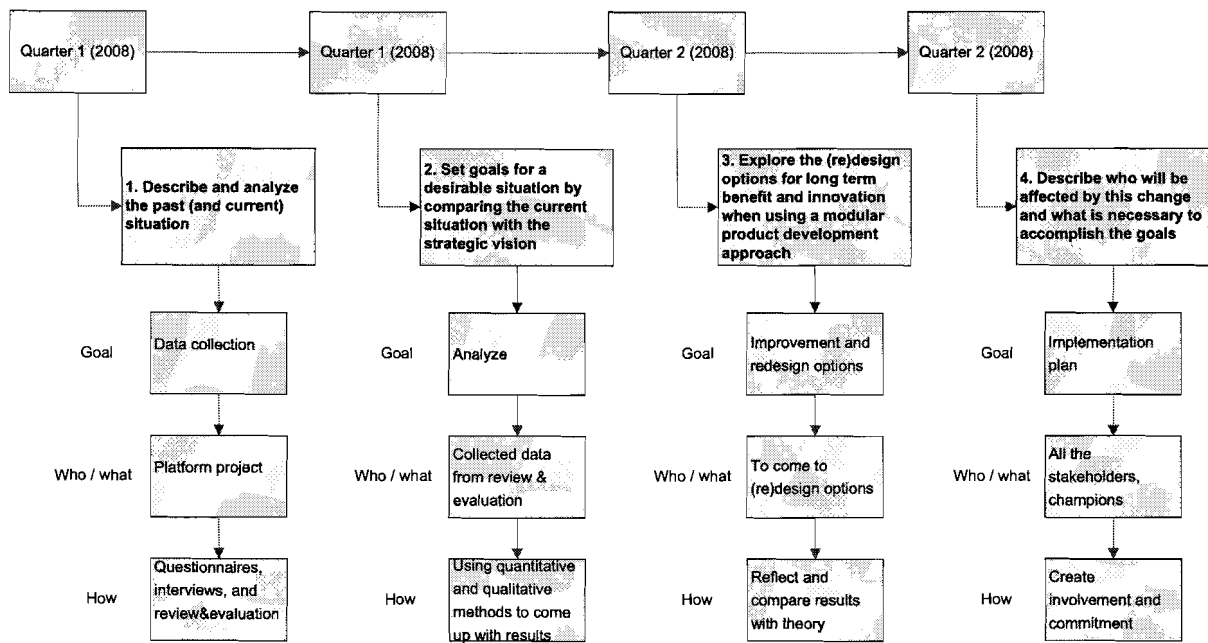 Quarter 1 (2008)
Quarter 1 (2008)
Quarter 2 (2008)
Quarter 2 (2008)
1. Describe and analyze
the past (and current)
situation
2. Set goals for a
desirable situation by
comparing the current
situation with the
strategic vision
3. Explore the (re)design
options for long term
benefit and innovation
when using a modular
product development
approach
4. Describe who will be
affected by this change
and what is necessary to
accomplish the goals
Goal
Data collection
Goal
Analyze
Goal
Improvement and
redesign options
Goal
Implementation
plan
Who / what
Platform project
Who / what
Collected data
from review &
evaluation
Who / what
To come to
(re)design options
Who / what
All the
stakeholders,
champions
How
Questionnaires,
interviews, and
review&evaluation
How
Using quantitative
and qualitative
methods to come
up with results
How
Reflect and
compare results
with theory
How
Create
involvement and
commitment